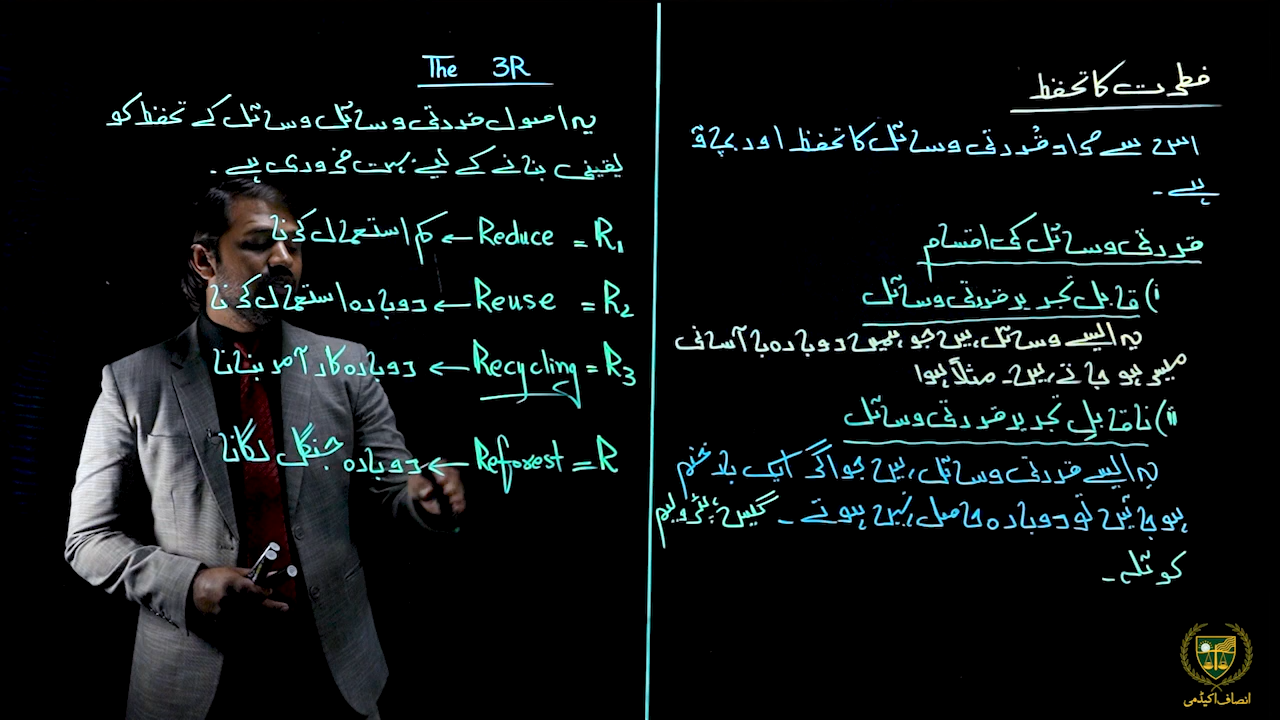 فطرت کا تحفظ
اس سے مراد قدرتی وسائل کا تحفظ اور بچاؤ
ہے۔
قدرتی وسائل کی اقسام
i) قابل تجدید قدرتی وسائل
یہ ایسے وسائل ہیں جو ہمیں دوبارہ با آسانی
میسر ہو جاتے ہیں۔ مثلاً ہوا
ii) ناقابلِ تجدید قدرتی وسائل
یہ ایسے قدرتی وسائل ہیں جو اگر ایک بار ختم
ہو جائیں تو دوبارہ حاصل نہیں ہوتے۔ گیس، پٹرولیم
کوئلہ۔
The 3R
یہ اصول قدرتی وسائل وسائل کے تحفظ کو
یقینی بنانے کے لیے بہت ضروری ہے۔
R1 = Reduce → کم استعمال کرنا
R2 = Reuse → دوبارہ استعمال کرنا
R3 = Recycling → دوبارہ کار آمد بنانا
R = Reforest → دوبارہ جنگل لگانا
انصاف اکیڈمی